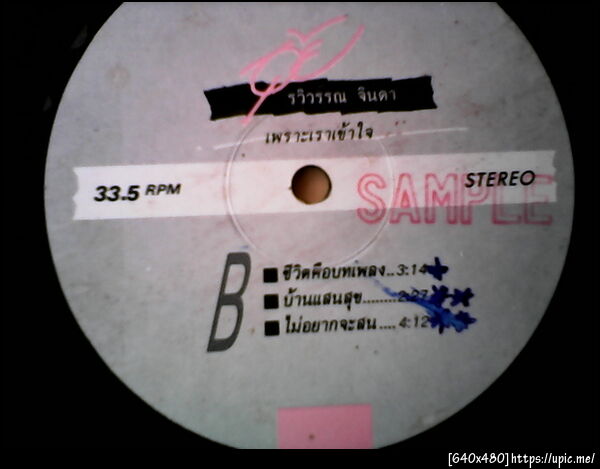 รวิวรรณ จินดา
เพราะเราเข้าใจ
33.5 RPM
STEREO
SAMPLE
B
ชีวิตคือบทเพลง..3:14
บ้านแสนสุข........2:27
ไม่อยากจะสน....4:12
[640x480]https://upic.me/